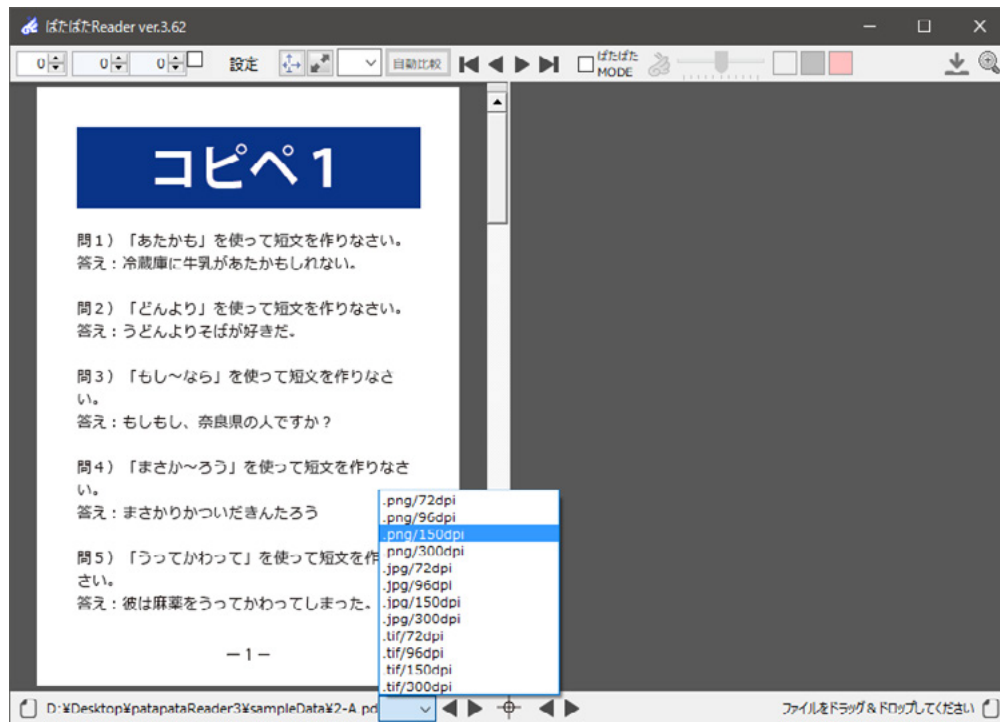 ぱたぱたReader ver.3.62
0 0 0 設定 自動比較 ぱたぱた
MODE
コピペ1
問1）「あたかも」を使って短文を作りなさい。
答え：冷蔵庫に牛乳があたかもしれない。
問2）「どんより」を使って短文を作りなさい。
答え：うどんよりそばが好きだ。
問3）「もし～なら」を使って短文を作りなさ
い。
答え：もしもし、奈良県の人ですか？
問4）「まさか～ろう」を使って短文を作りなさ
い。
答え：まさかりかついだきんたろう
問5）「うってかわって」を使って短文を作
さい。
答え：彼は麻薬をうってかわってしまった。
－1－
.png/72dpi
.png/96dpi
.png/150dpi
.png/300dpi
.jpg/72dpi
.jpg/96dpi
.jpg/150dpi
.jpg/300dpi
.tif/72dpi
.tif/96dpi
.tif/150dpi
.tif/300dpi
D:¥Desktop¥patapataReader3¥sampleData¥2-A.pd
ファイルをドラッグ＆ドロップしてください